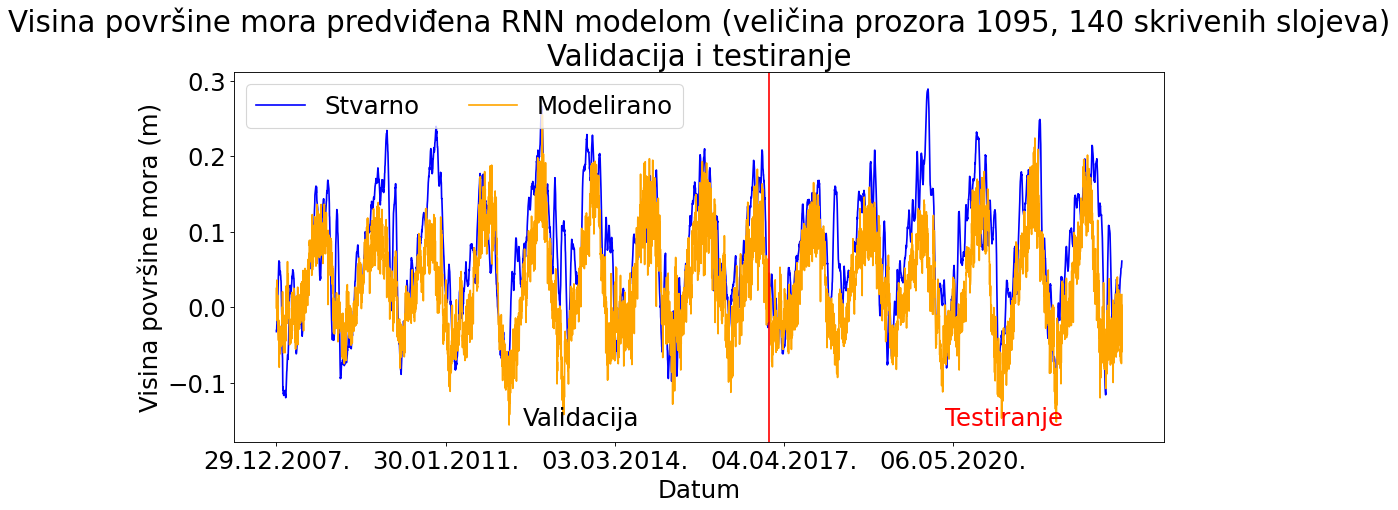 Visina površine mora predviđena RNN modelom (veličina prozora 1095, 140 skrivenih slojeva)
Validacija i testiranje
Stvarno
Modelirano
Visina površine mora (m)
0.3
0.2
0.1
0.0
−0.1
Validacija
Testiranje
29.12.2007.
30.01.2011.
03.03.2014.
04.04.2017.
06.05.2020.
Datum